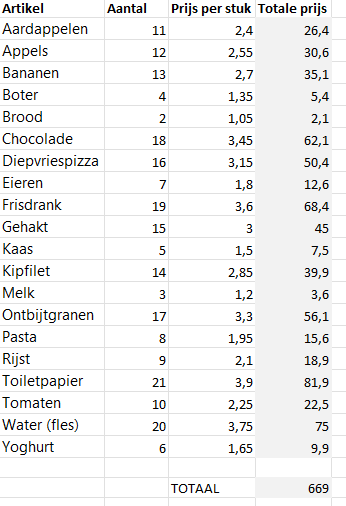 Artikel Aantal Prijs per stuk Totale prijs
Aardappelen 11 2,4 26,4
Appels 12 2,55 30,6
Bananen 13 2,7 35,1
Boter 4 1,35 5,4
Brood 2 1,05 2,1
Chocolade 18 3,45 62,1
Diepvriespizza 16 3,15 50,4
Eieren 7 1,8 12,6
Frisdrank 19 3,6 68,4
Gehakt 15 3 45
Kaas 5 1,5 7,5
Kipfilet 14 2,85 39,9
Melk 3 1,2 3,6
Ontbijtgranen 17 3,3 56,1
Pasta 8 1,95 15,6
Rijst 9 2,1 18,9
Toiletpapier 21 3,9 81,9
Tomaten 10 2,25 22,5
Water (fles) 20 3,75 75
Yoghurt 6 1,65 9,9
TOTAAL 669